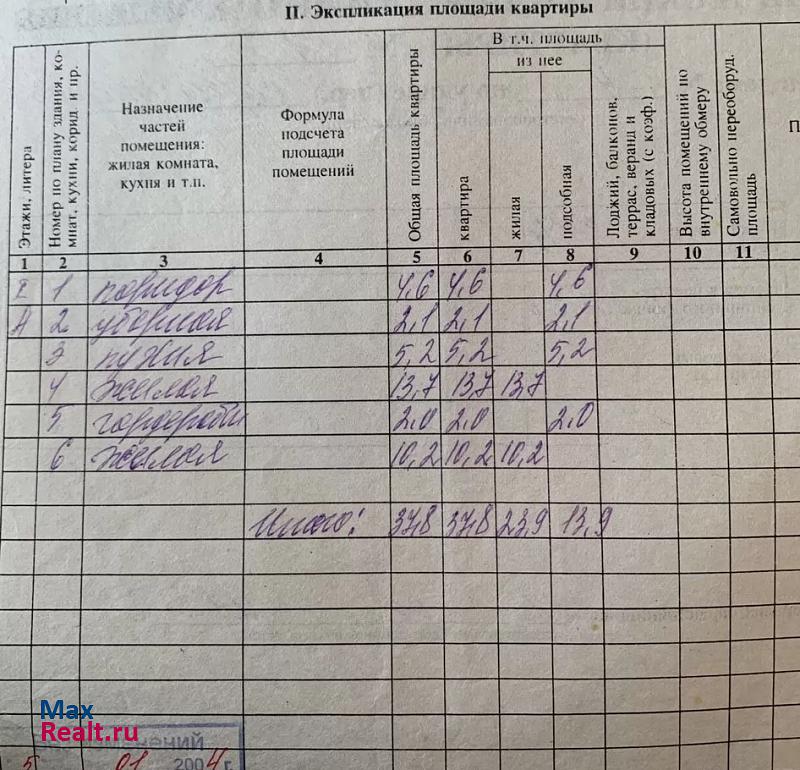 II. Экспликация площади квартиры
Этажи, литера
Номер по плану здания, ко-
мнат, кухни, корид. и пр.
Назначение
частей
помещения:
жилая комната,
кухня и т.п.
Формула
подсчета
площади
помещений
Общая площадь квартиры
В т.ч. площадь
из нее
квартира
жилая
подсобная
Лоджий, балконов,
террас, веранд и
кладовых (с коэф.)
Высота помещений по
внутреннему обмеру
Самовольно переоборуд.
площадь
П
1 2 3 4 5 6 7 8 9 10 11
1 коридор 4,6 4,6 4,6
А 2 уборная 2,1 2,1 2,1
3 кухня 5,2 5,2 5,2
4 жилая 13,7 13,7 13,7
5 2,0 2,0 2,0
6 жилая 10,2 10,2 10,2
Итого: 37,8 37,8 23,9 13,9
Max
Realt.ru
5 01 2004 г.